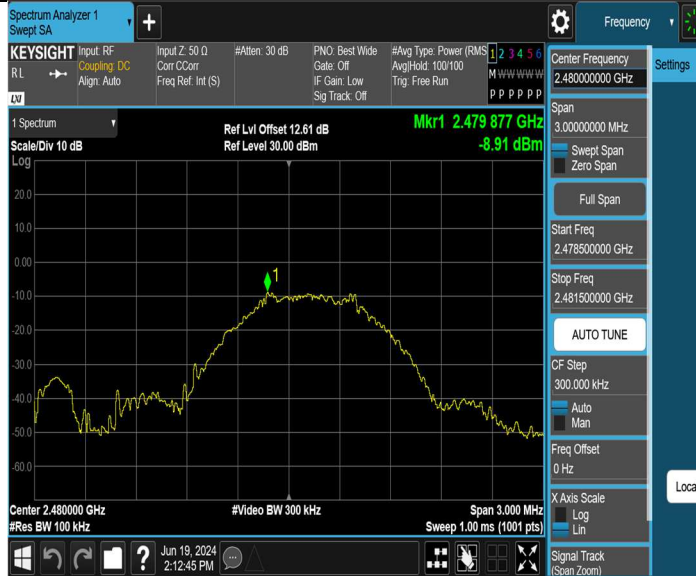 Spectrum Analyzer 1
Swept SA
Frequency
KEYSIGHT
RL
LXI
Input: RF
Coupling: DC
Align: Auto
Input Z: 50 Ω
Corr CCorr
Freq Ref: Int (S)
#Atten: 30 dB
PNO: Best Wide
Gate: Off
IF Gain: Low
Sig Track: Off
#Avg Type: Power (RMS
Avg|Hold: 100/100
Trig: Free Run
1 2 3 4 5 6
M W W W W W
P P P P P P
1 Spectrum
Scale/Div 10 dB
Log
Ref Lvl Offset 12.61 dB
Ref Level 30.00 dBm
Mkr1 2.479 877 GHz
-8.91 dBm
20.0
10.0
0.00
-10.0
-20.0
-30.0
-40.0
-50.0
-60.0
1
Center 2.480000 GHz
#Res BW 100 kHz
#Video BW 300 kHz
Span 3.000 MHz
Sweep 1.00 ms (1001 pts)
?
Jun 19, 2024
2:12:45 PM
Center Frequency
2.480000000 GHz
Span
3.00000000 MHz
Swept Span
Zero Span
Full Span
Start Freq
2.478500000 GHz
Stop Freq
2.481500000 GHz
AUTO TUNE
CF Step
300.000 kHz
Auto
Man
Freq Offset
0 Hz
X Axis Scale
Log
Lin
Signal Track
(Span Zoom)
Settings
Loca